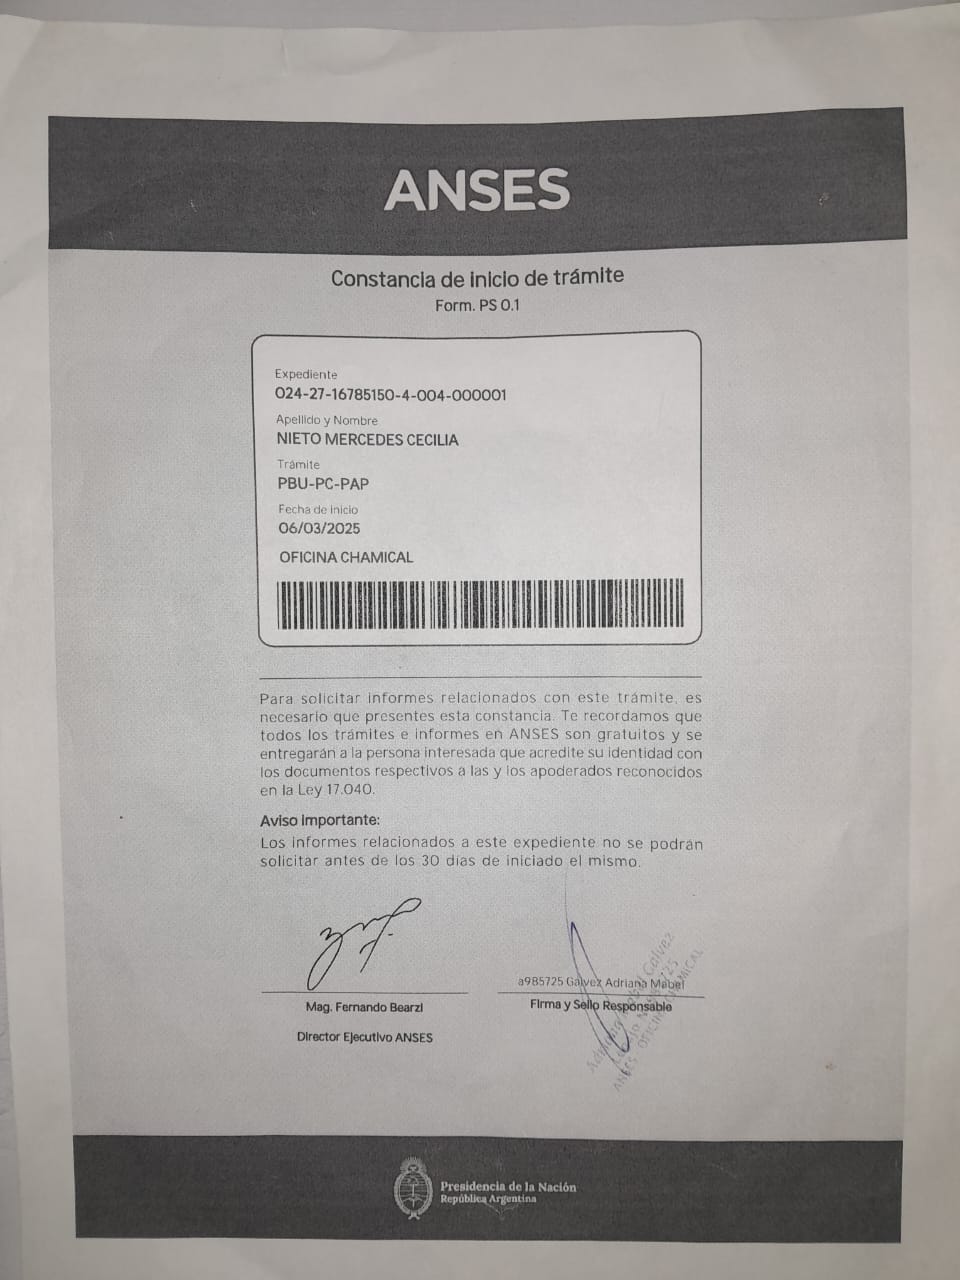 ANSES
Constancia de inicio de trámite
Form. PS 0.1
Expediente
024-27-16785150-4-004-000001
Apellido y Nombre
NIETO MERCEDES CECILIA
Trámite
PBU-PC-PAP
Fecha de inicio
06/03/2025
OFICINA CHAMICAL
Para solicitar informes relacionados con este trámite, es
necesario que presentes esta constancia. Te recordamos que
todos los trámites e informes en ANSES son gratuitos y se
entregarán a la persona interesada que acredite su identidad con
los documentos respectivos a las y los apoderados reconocidos
en la Ley 17.040.
Aviso importante:
Los informes relacionados a este expediente no se podrán
solicitar antes de los 30 días de iniciado el mismo.
a985725 Galvez Adriana Mabel
Mag. Fernando Bearzi
Firma y Sello Responsable
Director Ejecutivo ANSES
Adriana Mabel Galvez
ANSES OFICINA CHAMICAL
Presidencia de la Nación
República Argentina